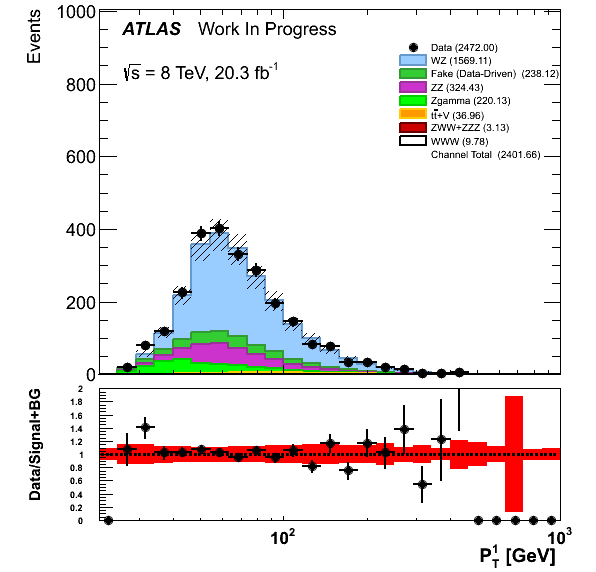 Events
1000
800
600
400
200
0
ATLAS Work In Progress
√s = 8 TeV, 20.3 fb⁻¹
Data (2472.00)
WZ (1569.11)
Fake (Data-Driven) (238.12)
ZZ (324.43)
Zgamma (220.13)
tt̄+V (36.96)
ZWW+ZZZ (3.13)
WWW (9.78)
Channel Total (2401.66)
Data/Signal+BG
2
1.8
1.6
1.4
1.2
1
0.8
0.6
0.4
0.2
0
10²
10³
P_T^1 [GeV]